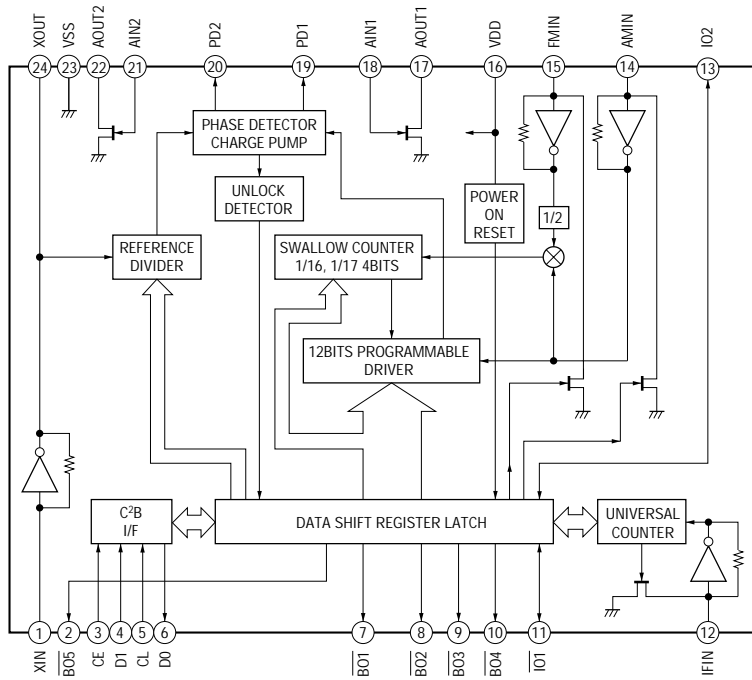 XOUT
VSS
AOUT2
AIN2
PD2
PD1
AIN1
AOUT1
VDD
FMIN
AMIN
IO2
24
23
22
21
20
19
18
17
16
15
14
13
PHASE DETECTOR
CHARGE PUMP
UNLOCK
DETECTOR
POWER
ON
RESET
1/2
REFERENCE
DIVIDER
SWALLOW COUNTER
1/16, 1/17 4BITS
12BITS PROGRAMMABLE
DRIVER
C²B
I/F
DATA SHIFT REGISTER LATCH
UNIVERSAL
COUNTER
1
2
3
4
5
6
7
8
9
10
11
12
XIN
BO5
CE
D1
CL
DO
BO1
BO2
BO3
BO4
IO1
IFIN